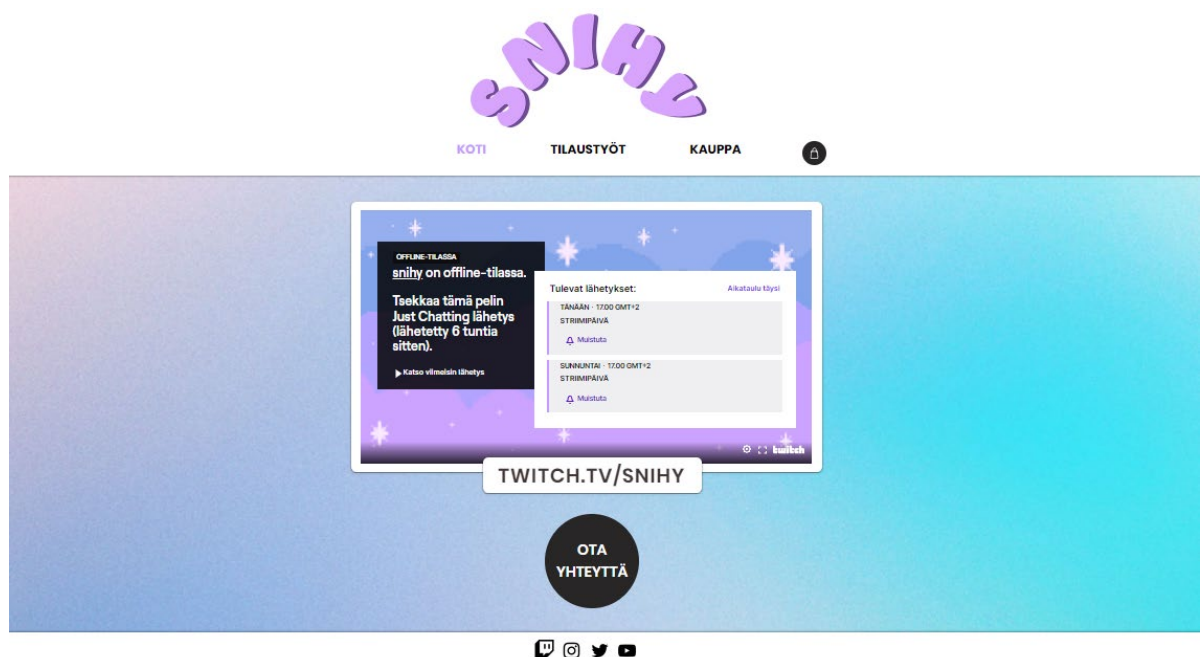 SNIHY
KOTI TILAUSTYÖT KAUPPA
OFFLINE-TILASSA
snihy on offline-tilassa.
Tsekkaa tämä pelin
Just Chatting lähetys
(lähetetty 6 tuntia
sitten).
Katso viimeisin lähetys
Tulevat lähetykset: Aikataulu täysi
TÄNÄÄN · 17.00 GMT+2
STRIIMIPÄIVÄ
Muistuta
SUNNUNTAI · 17.00 GMT+2
STRIIMIPÄIVÄ
Muistuta
twitch
TWITCH.TV/SNIHY
OTA
YHTEYTTÄ